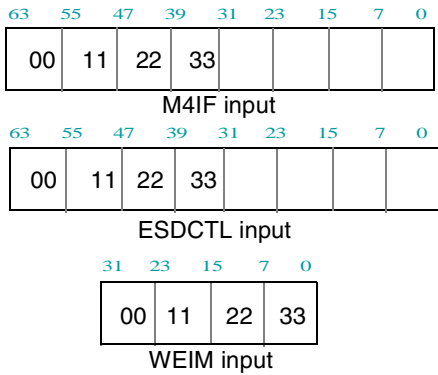 63 55 47 39 31 23 15 7 0
00 11 22 33
M4IF input
63 55 47 39 31 23 15 7 0
00 11 22 33
ESDCTL input
31 23 15 7 0
00 11 22 33
WEIM input